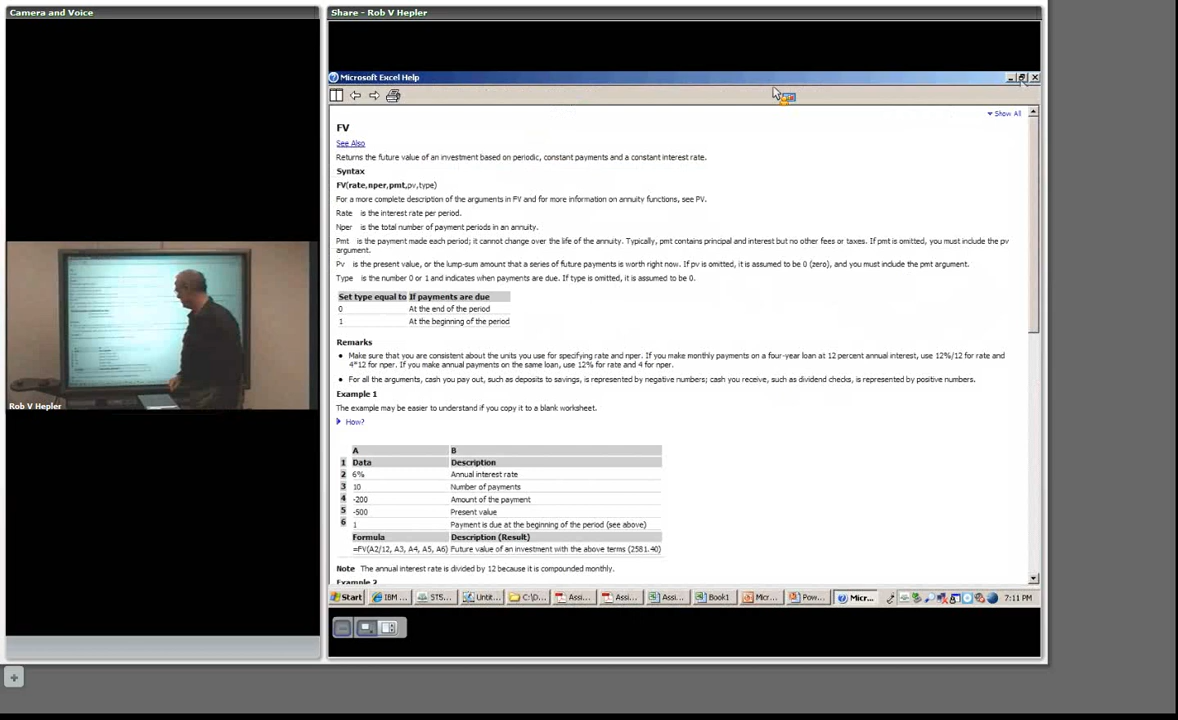 Camera and Voice
Share - Rob V Hepler
Microsoft Excel Help
Show All
FV
See Also
Returns the future value of an investment based on periodic, constant payments and a constant interest rate.
Syntax
FV(rate,nper,pmt,pv,type)
For a more complete description of the arguments in FV and for more information on annuity functions, see PV.
Rate is the interest rate per period.
Nper is the total number of payment periods in an annuity.
Pmt is the payment made each period; it cannot change over the life of the annuity. Typically, pmt contains principal and interest but no other fees or taxes. If pmt is omitted, you must include the pv
argument.
Pv is the present value, or the lump-sum amount that a series of future payments is worth right now. If pv is omitted, it is assumed to be 0 (zero), and you must include the pmt argument.
Type is the number 0 or 1 and indicates when payments are due. If type is omitted, it is assumed to be 0.
Set type equal to If payments are due
0 At the end of the period
1 At the beginning of the period
Remarks
Make sure that you are consistent about the units you use for specifying rate and nper. If you make monthly payments on a four-year loan at 12 percent annual interest, use 12%/12 for rate and
4*12 for nper. If you make annual payments on the same loan, use 12% for rate and 4 for nper.
For all the arguments, cash you pay out, such as deposits to savings, is represented by negative numbers; cash you receive, such as dividend checks, is represented by positive numbers.
Example 1
The example may be easier to understand if you copy it to a blank worksheet.
How?
A B
1 Data Description
2 6% Annual interest rate
3 10 Number of payments
4 -200 Amount of the payment
5 -500 Present value
6 1 Payment is due at the beginning of the period (see above)
Formula Description (Result)
=FV(A2/12, A3, A4, A5, A6) Future value of an investment with the above terms (2581.40)
Note The annual interest rate is divided by 12 because it is compounded monthly.
Example 2
Start IBM ... STS... Untit... C:\D... Assi... Assi... Assi... Book1 Micr... Pow... Micr... 7:11 PM
Rob V Hepler